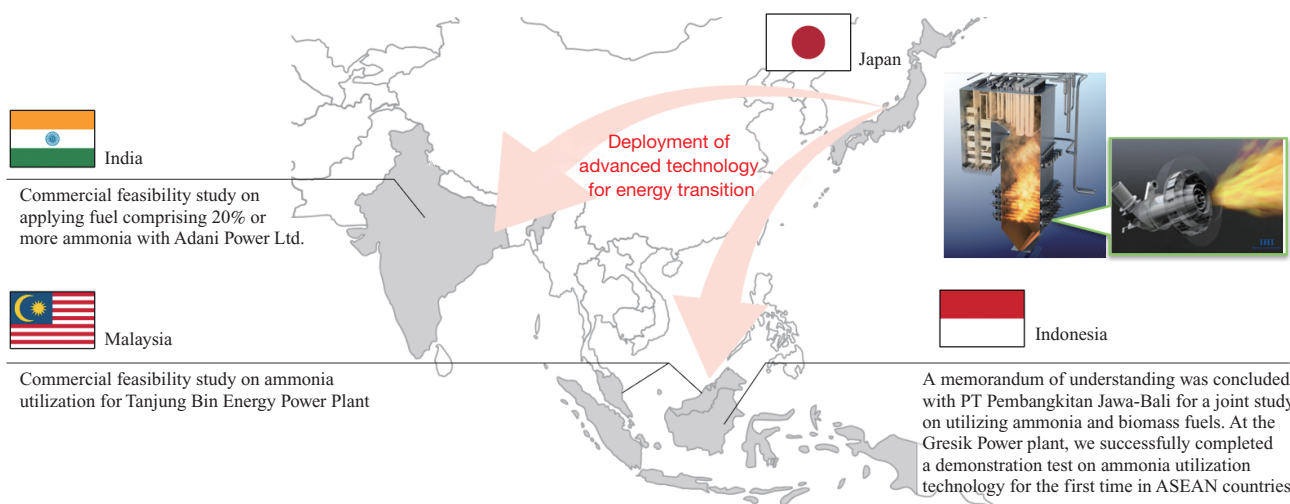 Japan
Deployment of
advanced technology
for energy transition
India
Commercial feasibility study on
applying fuel comprising 20% or
more ammonia with Adani Power Ltd.
IHI
Malaysia
Commercial feasibility study on ammonia
utilization for Tanjung Bin Energy Power Plant
Indonesia
A memorandum of understanding was concluded
with PT Pembangkitan Jawa-Bali for a joint study
on utilizing ammonia and biomass fuels. At the
Gresik Power plant, we successfully completed
a demonstration test on ammonia utilization
technology for the first time in ASEAN countries